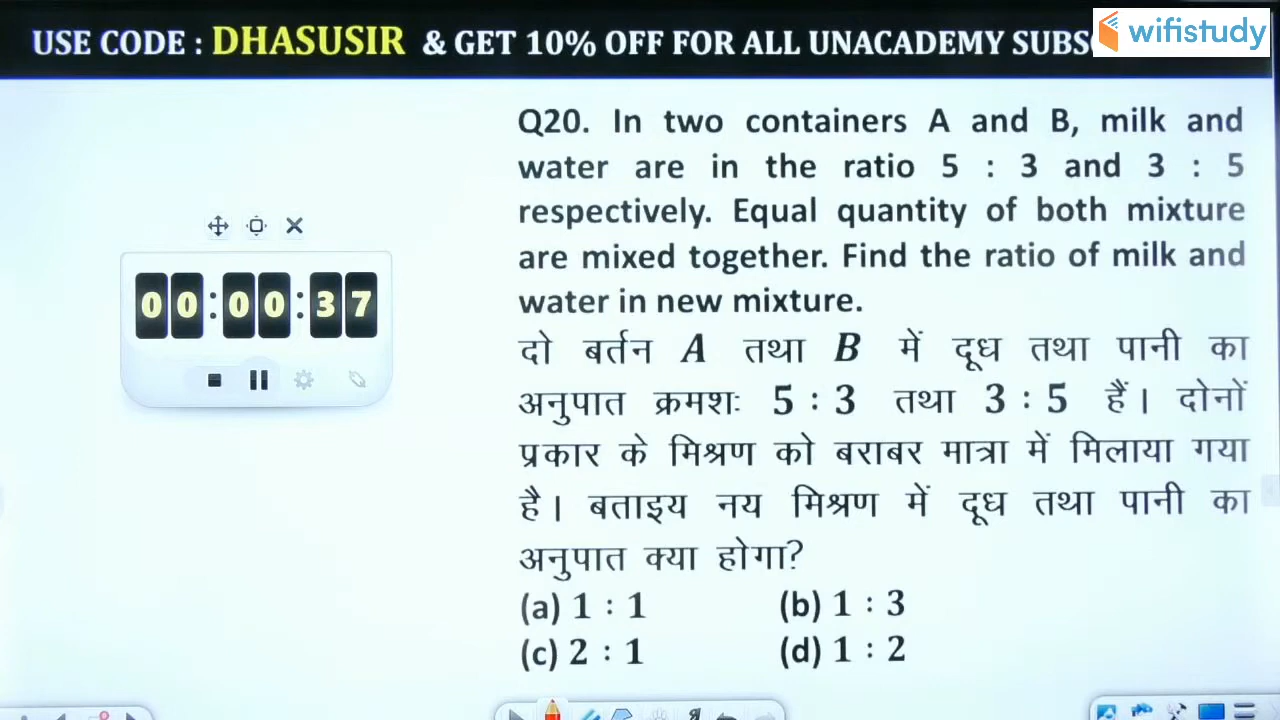 USE CODE : DHASUSIR & GET 10% OFF FOR ALL UNACADEMY
wifistudy
Q20. In two containers A and B, milk and
water are in the ratio 5 : 3 and 3 : 5
respectively. Equal quantity of both mixture
are mixed together. Find the ratio of milk and
water in new mixture.
00:00:37
दो बर्तन A तथा B में दूध तथा पानी का
अनुपात क्रमशः 5 : 3 तथा 3 : 5 हैं। दोनों
प्रकार के मिश्रण को बराबर मात्रा में मिलाया गया
है। बताइय नय मिश्रण में दूध तथा पानी का
अनुपात क्या होगा?
(a) 1 : 1 (b) 1 : 3
(c) 2 : 1 (d) 1 : 2